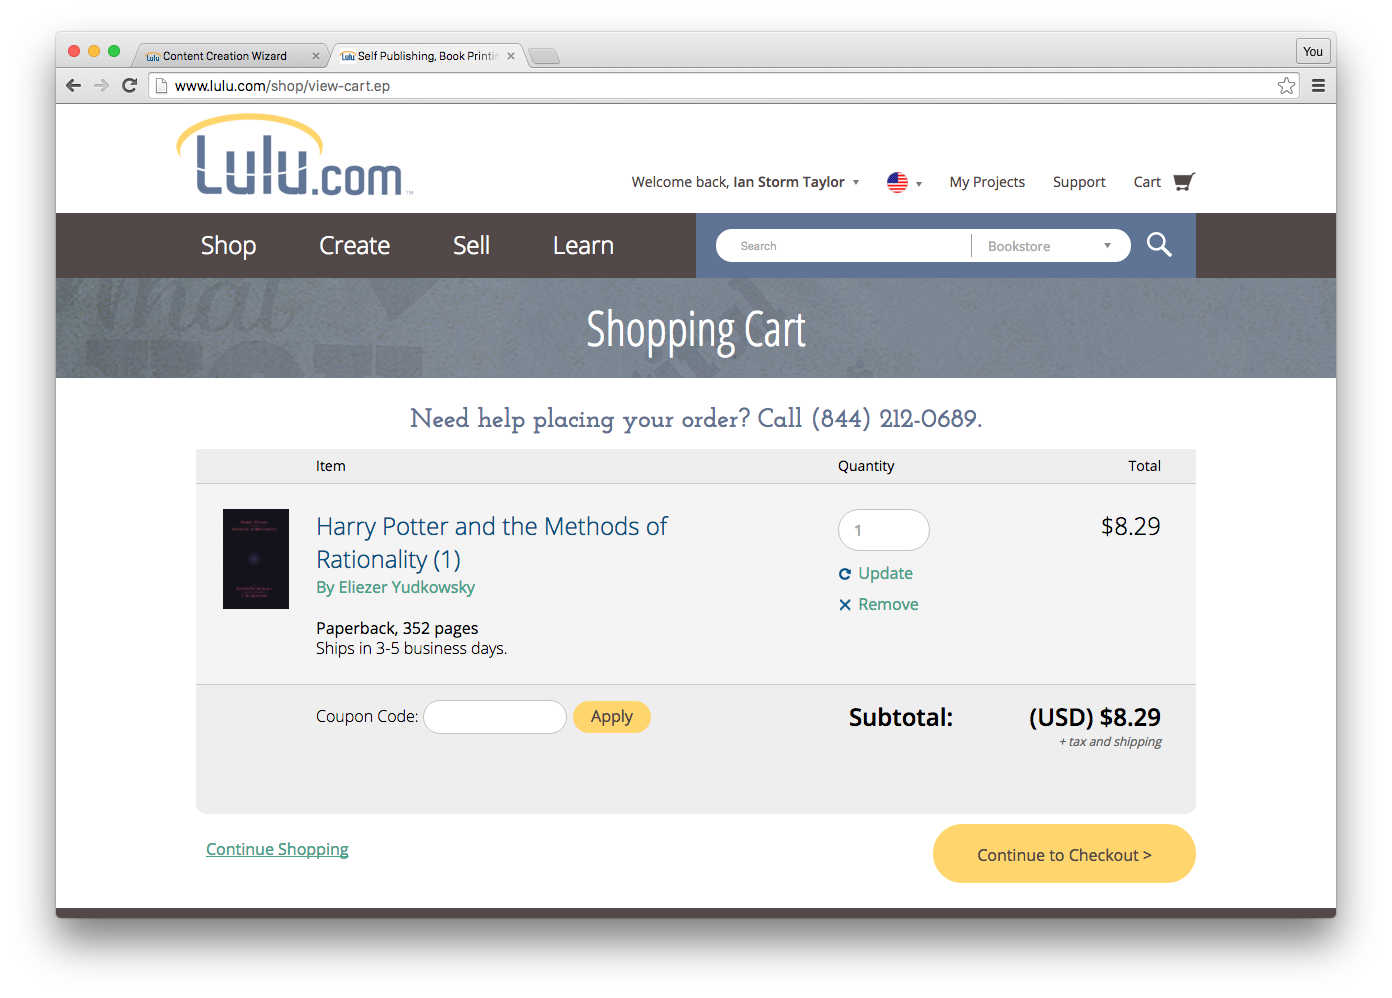 You
Lulu Content Creation Wizard
Lulu Self Publishing, Book Printin
www.lulu.com/shop/view-cart.ep
Lulu.com™
Welcome back, Ian Storm Taylor
My Projects
Support
Cart
Shop
Create
Sell
Learn
Search
Bookstore
Shopping Cart
Need help placing your order? Call (844) 212-0689.
Item Quantity Total
Harry Potter and the Methods of
Rationality (1)
By Eliezer Yudkowsky
Paperback, 352 pages
Ships in 3-5 business days.
1
Update
Remove
$8.29
Coupon Code:
Apply
Subtotal: (USD) $8.29
+ tax and shipping
Continue Shopping
Continue to Checkout >